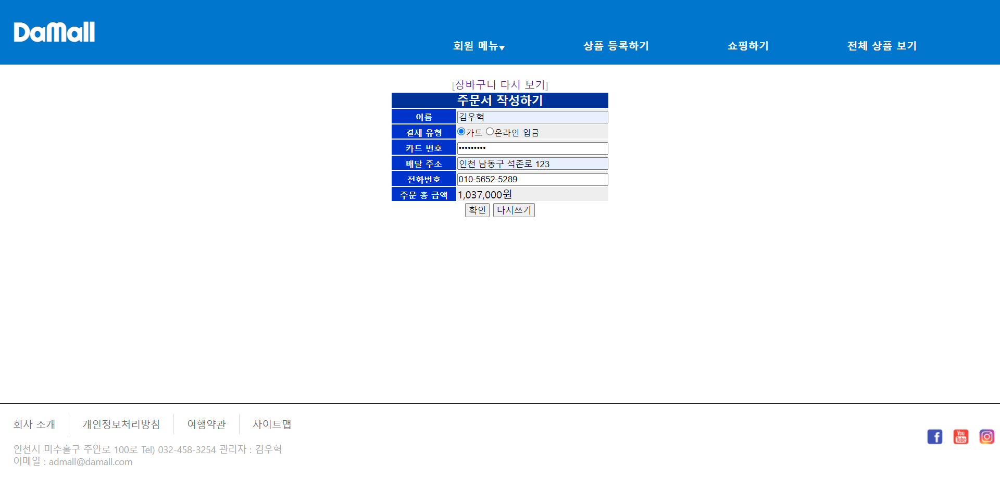 DaMall
회원 메뉴▼ 상품 등록하기 쇼핑하기 전체 상품 보기
[장바구니 다시 보기]
주문서 작성하기
이름 김우혁
결제 유형 카드 온라인 입금
카드 번호 •••••••••
배달 주소 인천 남동구 석촌로 123
전화번호 010-5652-5289
주문 총 금액 1,037,000원
확인 다시쓰기
회사 소개 개인정보처리방침 여행약관 사이트맵
인천시 미추홀구 주안로 100로 Tel) 032-458-3254 관리자 : 김우혁
이메일 : admall@damall.com
You
Tube